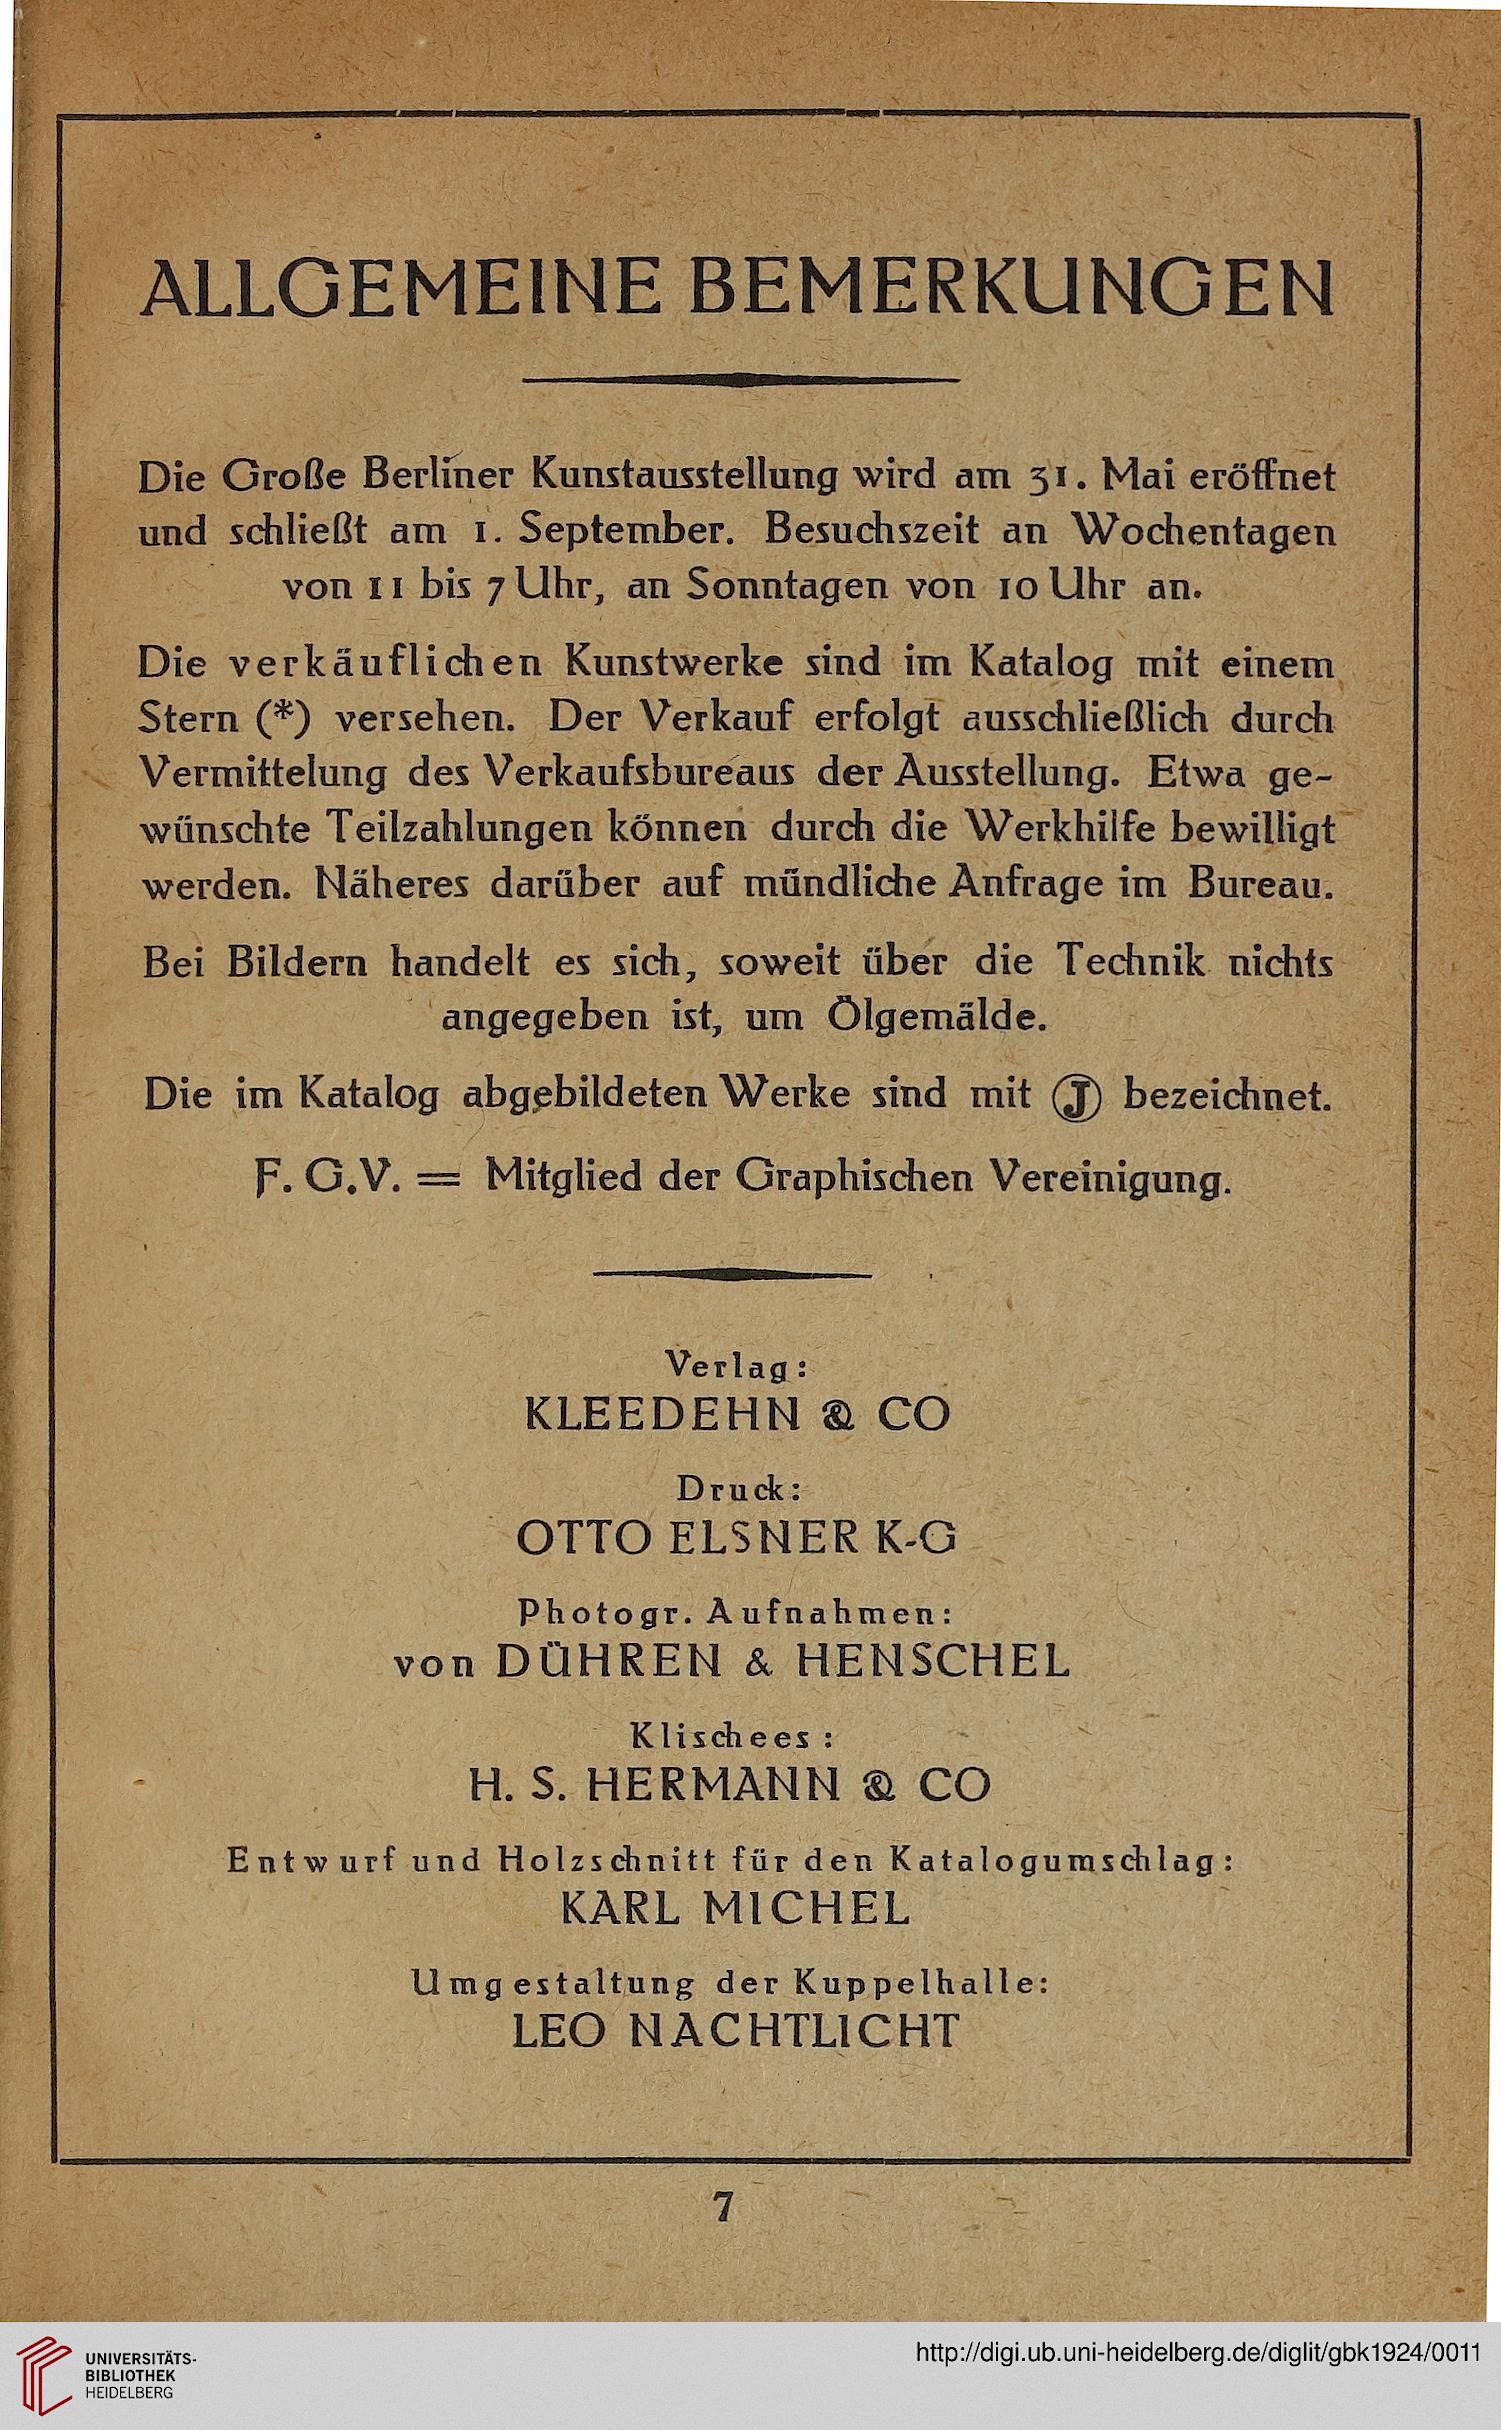 ALLGEMEINE BEMERKUNGEN
Die Große Berliner Kunstausstellung wird am 31. Mai eröffnet
und schließt am 1. September. Besuchszeit an Wochentagen
von 11 bis 7 Uhr, an Sonntagen von 10 Uhr an.
Die verkäuflichen Kunstwerke sind im Katalog mit einem
Stern (*) versehen. Der Verkauf erfolgt ausschließlich durch
Vermittelung des Verkaufsbureaus der Ausstellung. Etwa ge-
wünschte Teilzahlungen können durch die Werkhilfe bewilligt
werden. Näheres darüber auf mündliche Anfrage im Bureau.
Bei Bildern handelt es sich, soweit über die Technik nichts
angegeben ist, um Ölgemälde.
Die im Katalog abgebildeten Werke sind mit Ⓙ bezeichnet.
F. G.V. = Mitglied der Graphischen Vereinigung.
Verlag:
KLEEDEHN & CO
Druck:
OTTO ELSNER K-G
Photogr. Aufnahmen:
von DÜHREN & HENSCHEL
Klischees:
H. S. HERMANN & CO
Entwurf und Holzschnitt für den Katalogumschlag:
KARL MICHEL
Umgestaltung der Kuppelhalle:
LEO NACHTLICHT
7
UNIVERSITÄTS-
BIBLIOTHEK
HEIDELBERG
http://digi.ub.uni-heidelberg.de/diglit/gbk1924/0011